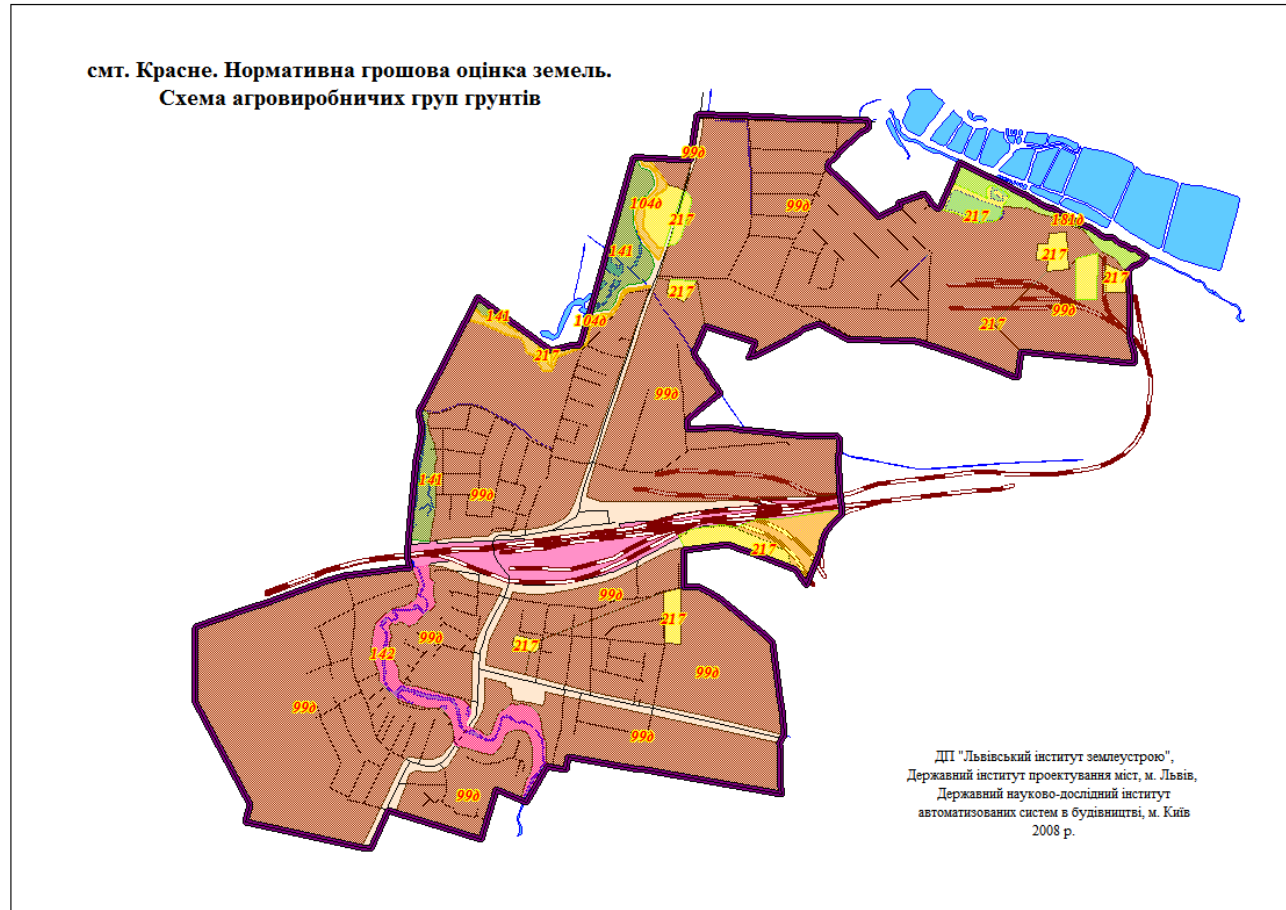 смт. Красне. Нормативна грошова оцінка земель.
Схема агровиробничих груп грунтів
99д
104д
217
99д
217
181д
141
217
217
217
104д
99д
217
141
217
99д
141
99д
217
99д
217
99д
217
142
99д
99д
99д
99д
ДП "Львівський інститут землеустрою",
Державний інститут проектування міст, м. Львів,
Державний науково-дослідний інститут
автоматизованих систем в будівництві, м. Київ
2008 р.